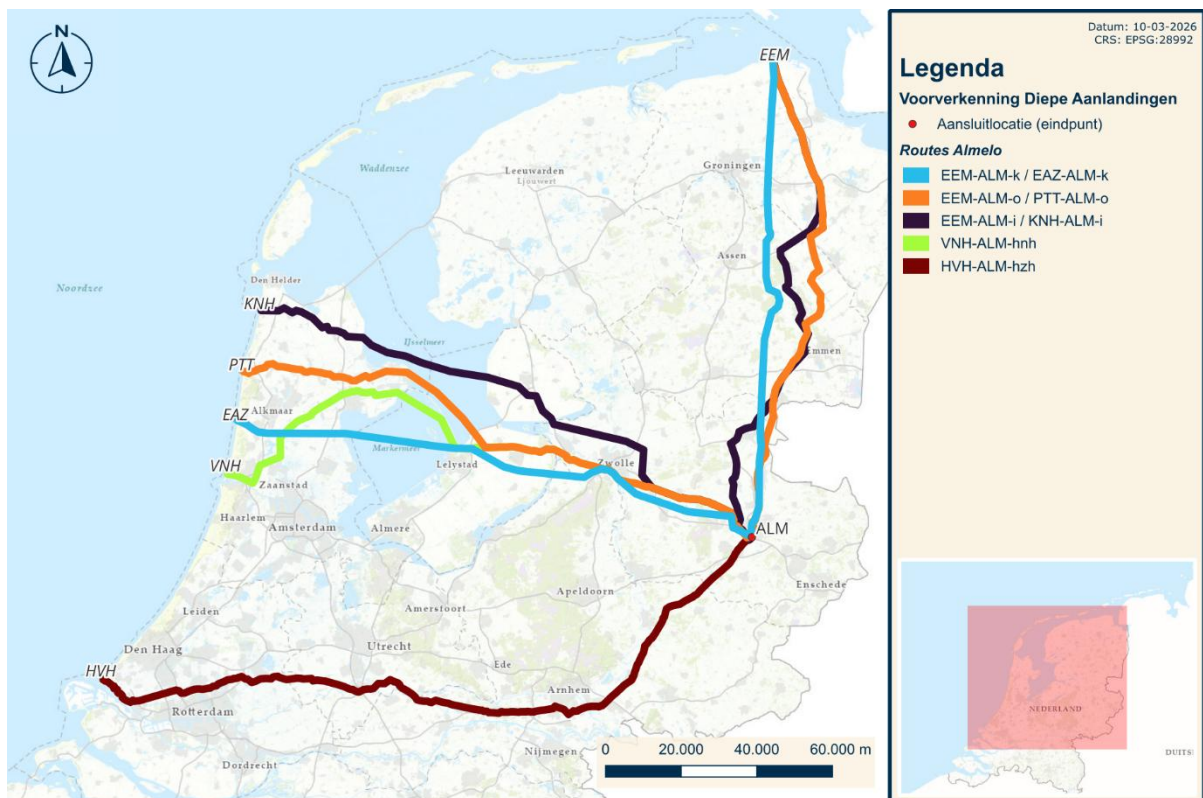 EEM
Groningen
Leeuwarden
Ljouwert
Waddenzee
Assen
Noordzee
Den Helder
KNH
IJsselmeer
Emmen
PTT
Alkmaar
EAZ
Markermeer
Lelystad
Zwolle
VNH
Zaanstad
Haarlem
Amsterdam
Almere
ALM
Enschede
Apeldoorn
Leiden
Amersfoort
Den Haag
Utrecht
Ede
HVH
Arnhem
Rotterdam
Nijmegen
Dordrecht
0 20.000 40.000 60.000 m
Datum: 10-03-2026
CRS: EPSG:28992
Legenda
Voorverkenning Diepe Aanlandingen
Aansluitlocatie (eindpunt)
Routes Almelo
EEM-ALM-k / EAZ-ALM-k
EEM-ALM-o / PTT-ALM-o
EEM-ALM-i / KNH-ALM-i
VNH-ALM-hnh
HVH-ALM-hzh
NEDERLAND
DUITS